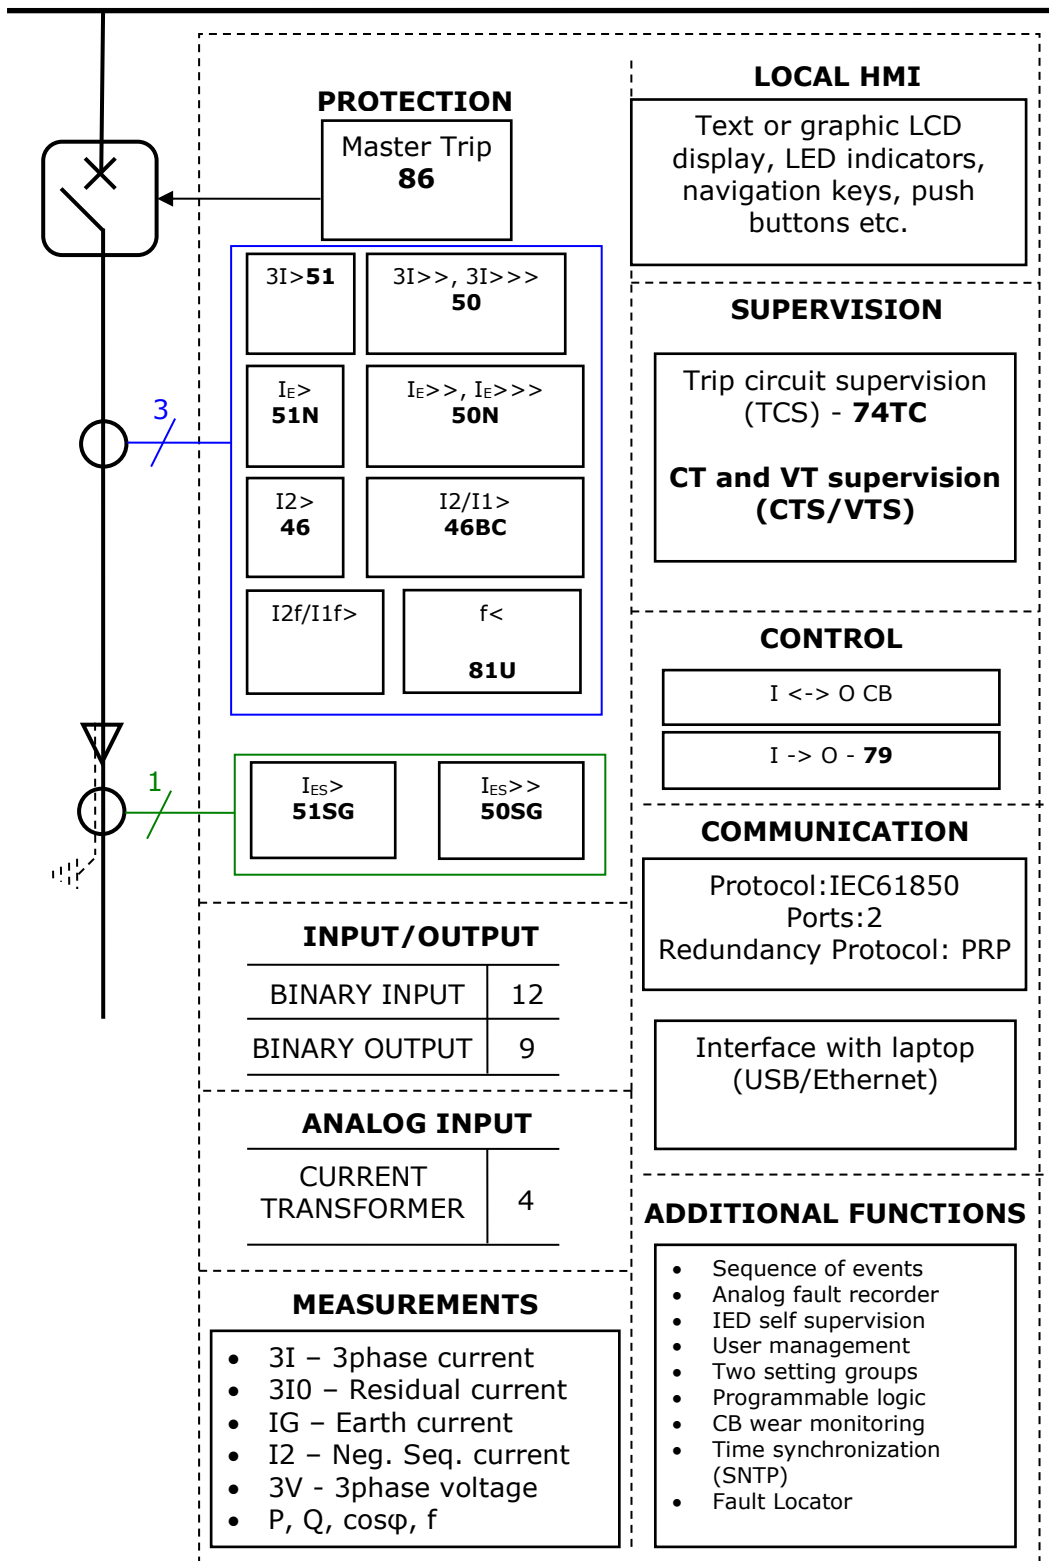 PROTECTION
Master Trip
86
3I>51
3I>>, 3I>>>
50
IE>
51N
IE>>, IE>>>
50N
I2>
46
I2/I1>
46BC
I2f/I1f>
f<
81U
3
1
IES>
51SG
IES>>
50SG
INPUT/OUTPUT
BINARY INPUT 12
BINARY OUTPUT 9
ANALOG INPUT
CURRENT
TRANSFORMER 4
MEASUREMENTS
• 3I – 3phase current
• 3I0 – Residual current
• IG – Earth current
• I2 – Neg. Seq. current
• 3V - 3phase voltage
• P, Q, cosφ, f
LOCAL HMI
Text or graphic LCD
display, LED indicators,
navigation keys, push
buttons etc.
SUPERVISION
Trip circuit supervision
(TCS) - 74TC
CT and VT supervision
(CTS/VTS)
CONTROL
I <-> O CB
I -> O - 79
COMMUNICATION
Protocol:IEC61850
Ports:2
Redundancy Protocol: PRP
Interface with laptop
(USB/Ethernet)
ADDITIONAL FUNCTIONS
• Sequence of events
• Analog fault recorder
• IED self supervision
• User management
• Two setting groups
• Programmable logic
• CB wear monitoring
• Time synchronization
(SNTP)
• Fault Locator